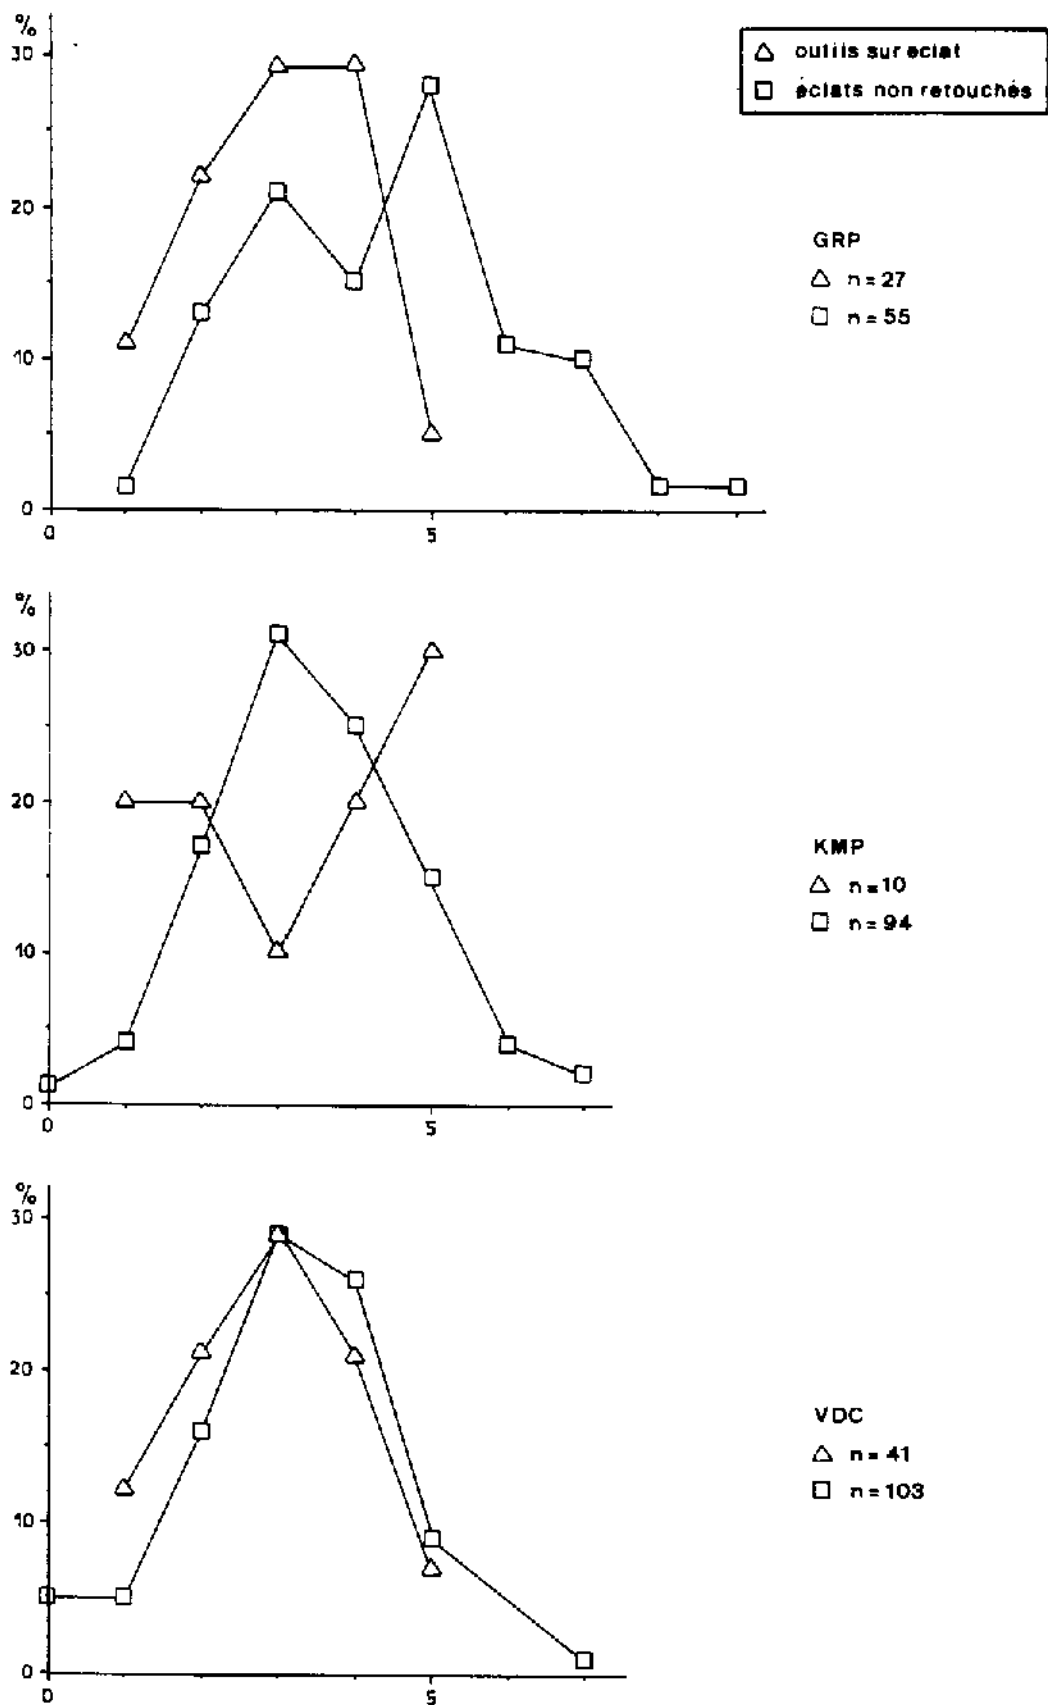 %
30
20
10
0
0
5
outils sur eclat
éclats non retouchés
GRP
n = 27
n = 55
%
30
20
10
0
0
5
KMP
n = 10
n = 94
%
30
20
10
0
0
5
VDC
n = 41
n = 103